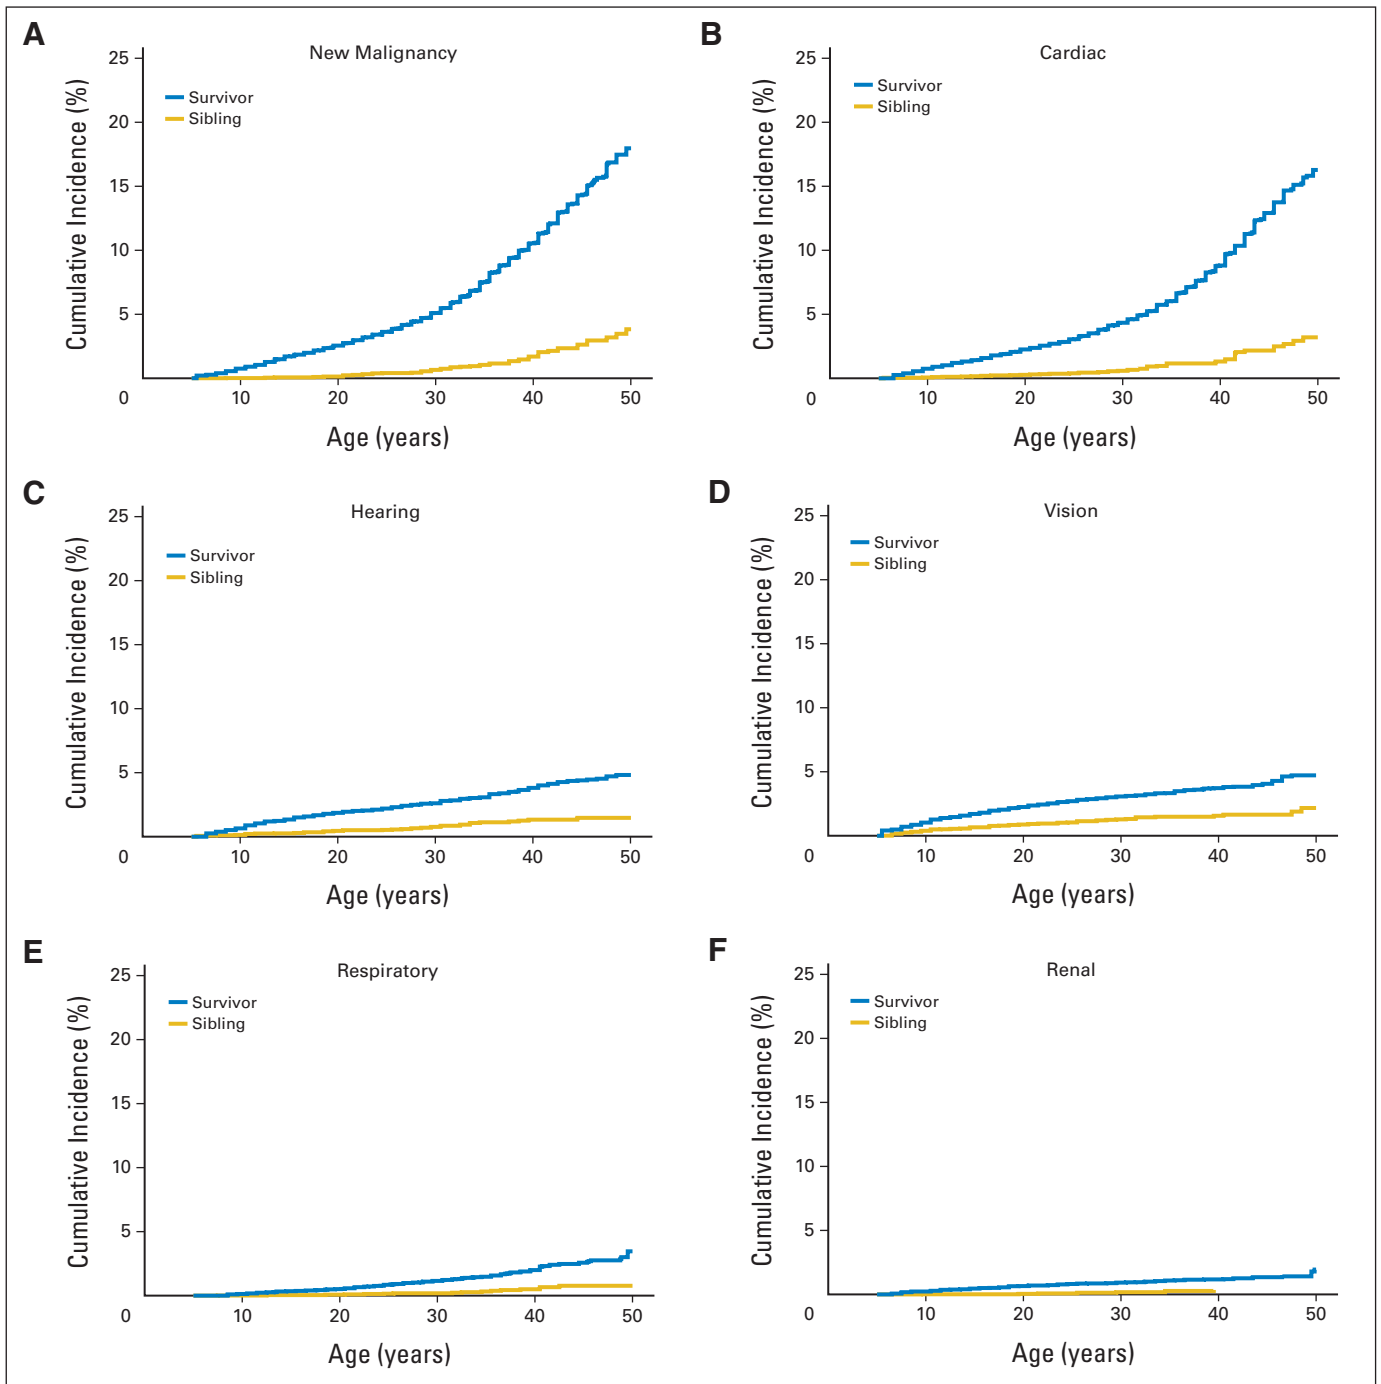 A
New Malignancy
Cumulative Incidence (%)
25
20
15
10
5
0
Survivor
Sibling
10 20 30 40 50
Age (years)
B
Cardiac
Cumulative Incidence (%)
25
20
15
10
5
0
Survivor
Sibling
10 20 30 40 50
Age (years)
C
Hearing
Cumulative Incidence (%)
25
20
15
10
5
0
Survivor
Sibling
10 20 30 40 50
Age (years)
D
Vision
Cumulative Incidence (%)
25
20
15
10
5
0
Survivor
Sibling
10 20 30 40 50
Age (years)
E
Respiratory
Cumulative Incidence (%)
25
20
15
10
5
0
Survivor
Sibling
10 20 30 40 50
Age (years)
F
Renal
Cumulative Incidence (%)
25
20
15
10
5
0
Survivor
Sibling
10 20 30 40 50
Age (years)